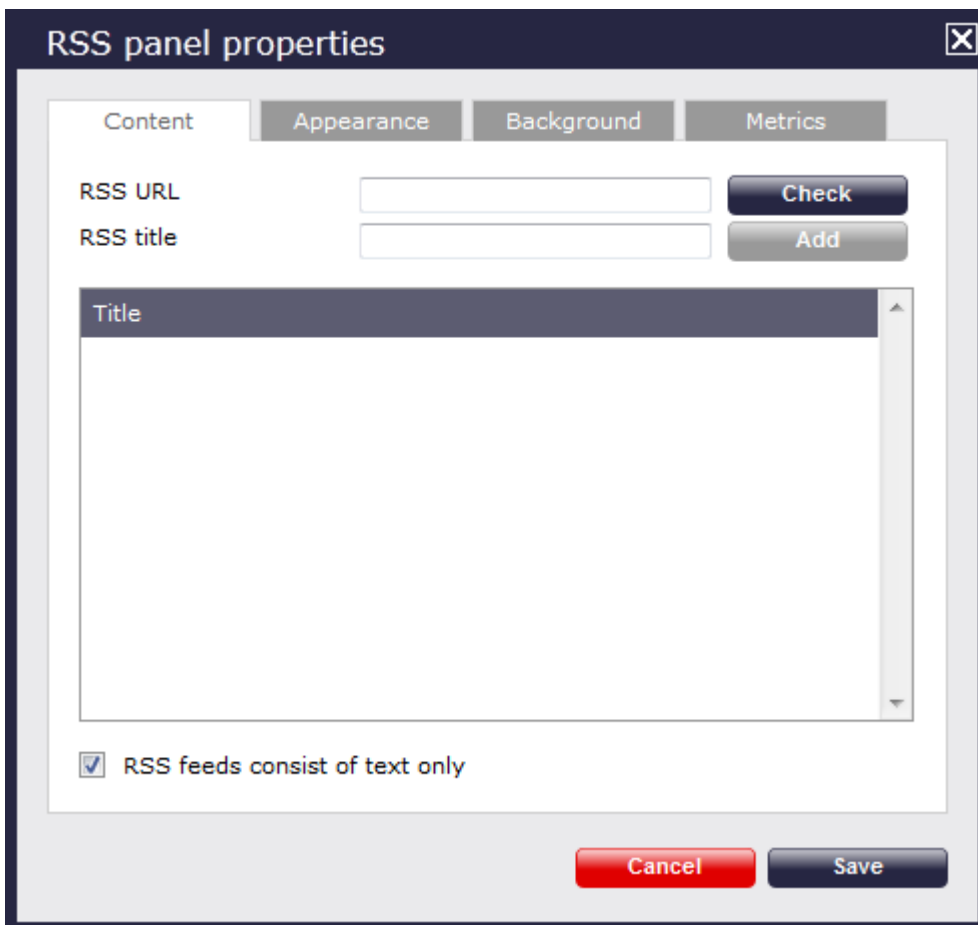 RSS panel properties
Content Appearance Background Metrics
RSS URL Check
RSS title Add
Title
RSS feeds consist of text only
Cancel Save